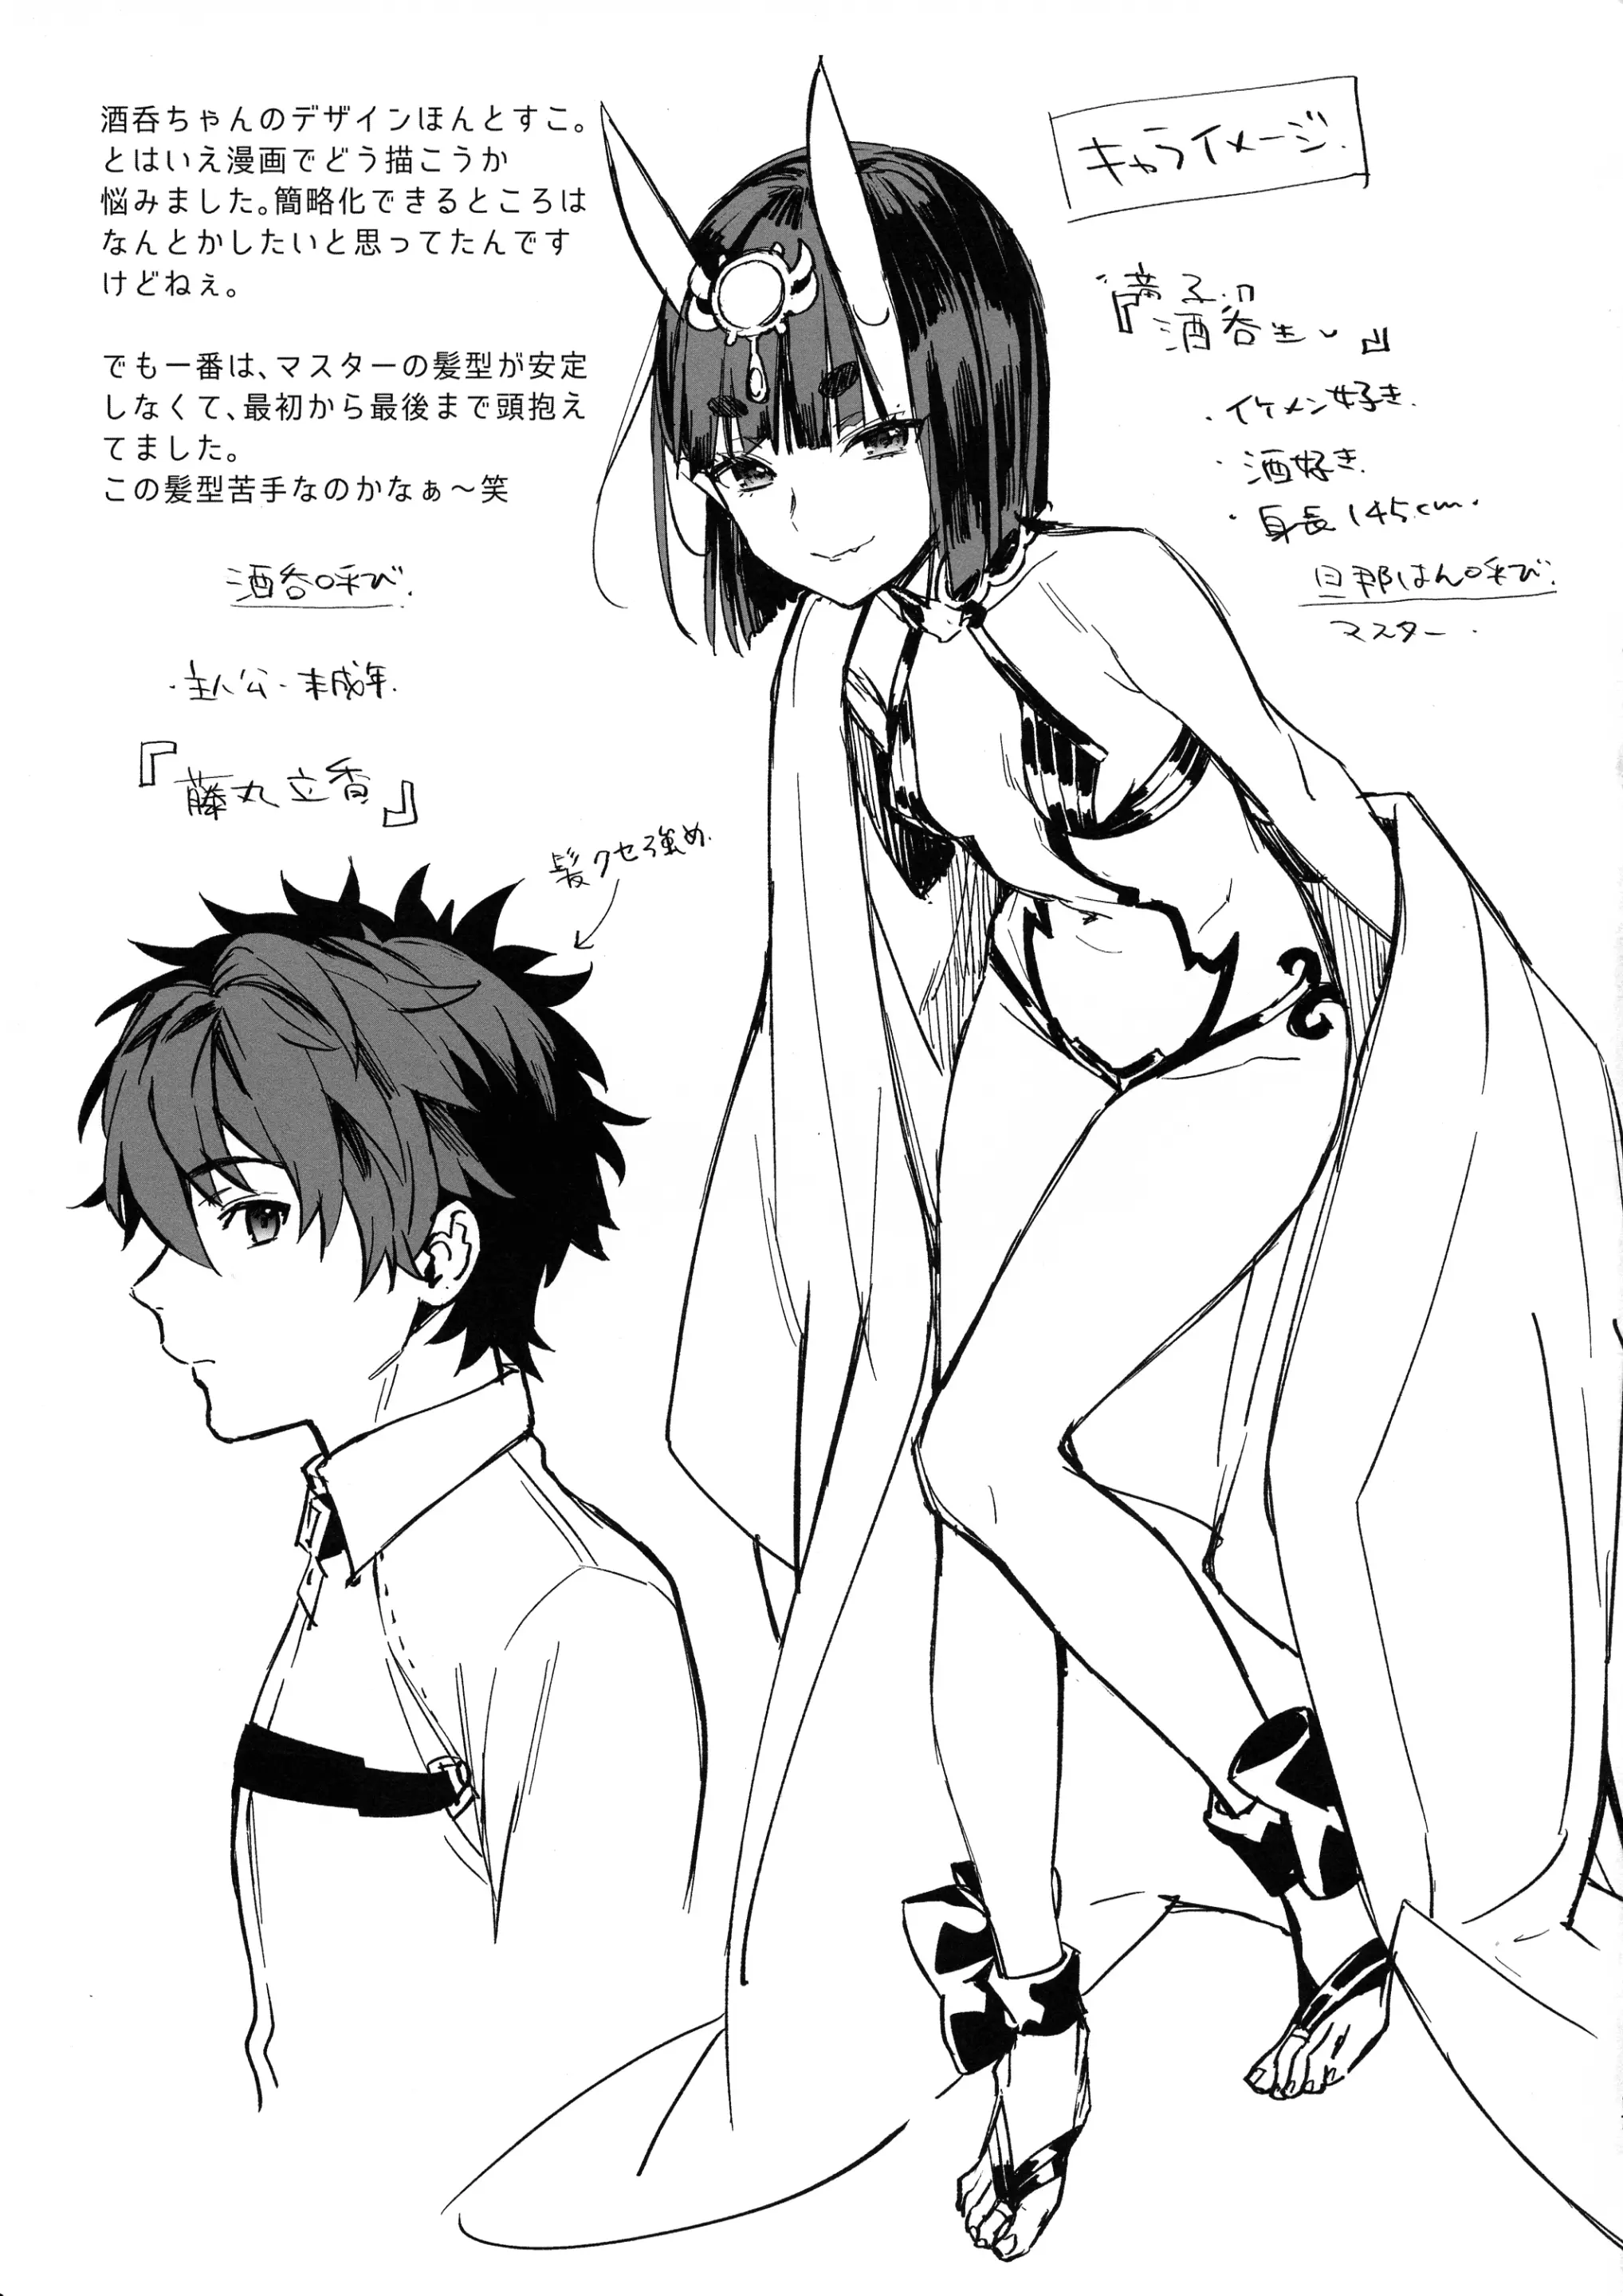 酒呑ちゃんのデザインほんとすこ。
とはいえ漫画でどう描こうか
悩みました。簡略化できるところは
なんとかしたいと思ってたんです
けどねぇ。
でも一番は、マスターの髪型が安定
しなくて、最初から最後まで頭抱え
てました。
この髪型苦手なのかなぁ〜笑
キャライメージ.
・イケメン好き.
・酒好き.
・身長145cm.
旦那はん呼び.
マスター.
酒呑呼び.
・主人公・未成年.
『藤丸立香』
髪クセ強め.